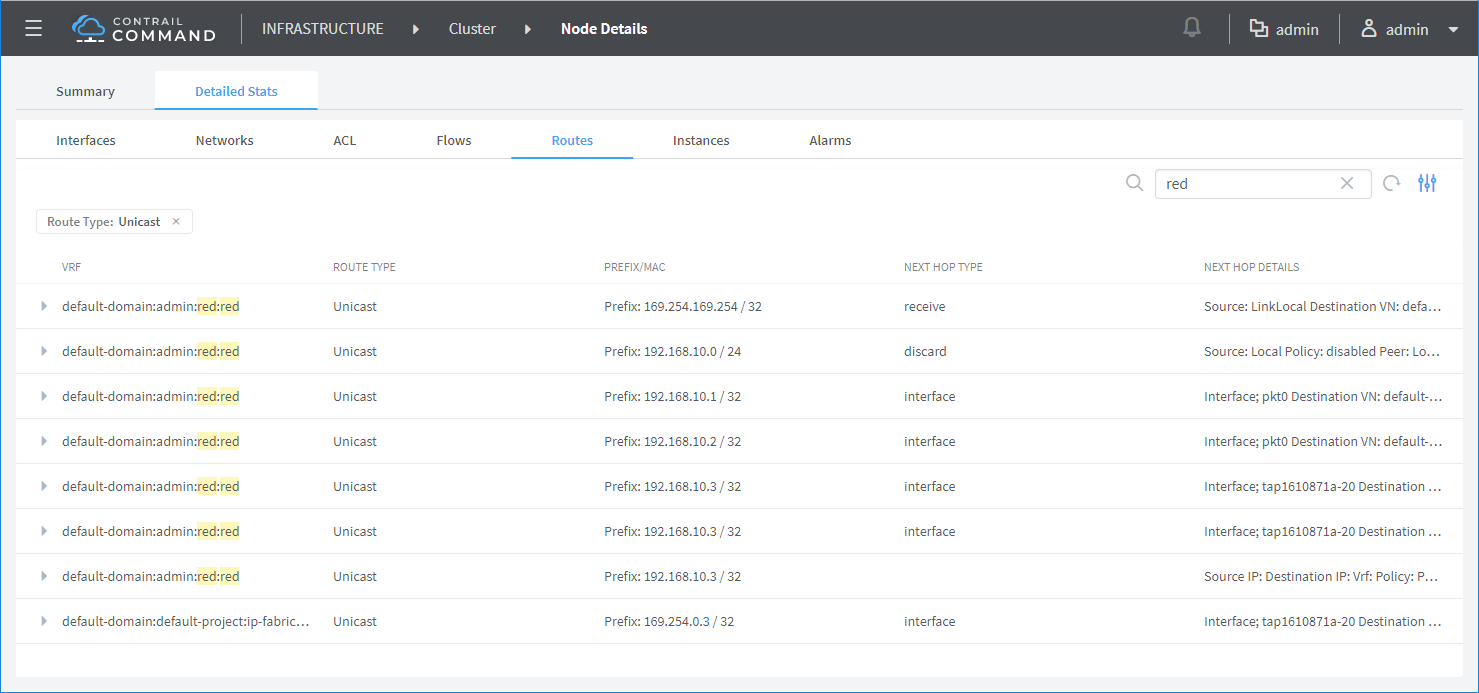 CONTRAIL COMMAND INFRASTRUCTURE Cluster Node Details admin admin
Summary Detailed Stats
Interfaces Networks ACL Flows Routes Instances Alarms
red
Route Type: Unicast
VRF ROUTE TYPE PREFIX/MAC NEXT HOP TYPE NEXT HOP DETAILS
default-domain:admin:red:red Unicast Prefix: 169.254.169.254 / 32 receive Source: LinkLocal Destination VN: defa...
default-domain:admin:red:red Unicast Prefix: 192.168.10.0 / 24 discard Source: Local Policy: disabled Peer: Lo...
default-domain:admin:red:red Unicast Prefix: 192.168.10.1 / 32 interface Interface; pkt0 Destination VN: default-...
default-domain:admin:red:red Unicast Prefix: 192.168.10.2 / 32 interface Interface; pkt0 Destination VN: default-...
default-domain:admin:red:red Unicast Prefix: 192.168.10.3 / 32 interface Interface; tap1610871a-20 Destination ...
default-domain:admin:red:red Unicast Prefix: 192.168.10.3 / 32 interface Interface; tap1610871a-20 Destination ...
default-domain:admin:red:red Unicast Prefix: 192.168.10.3 / 32 Source IP: Destination IP: Vrf: Policy: P...
default-domain:default-project:ip-fabric... Unicast Prefix: 169.254.0.3 / 32 interface Interface; tap1610871a-20 Destination ...